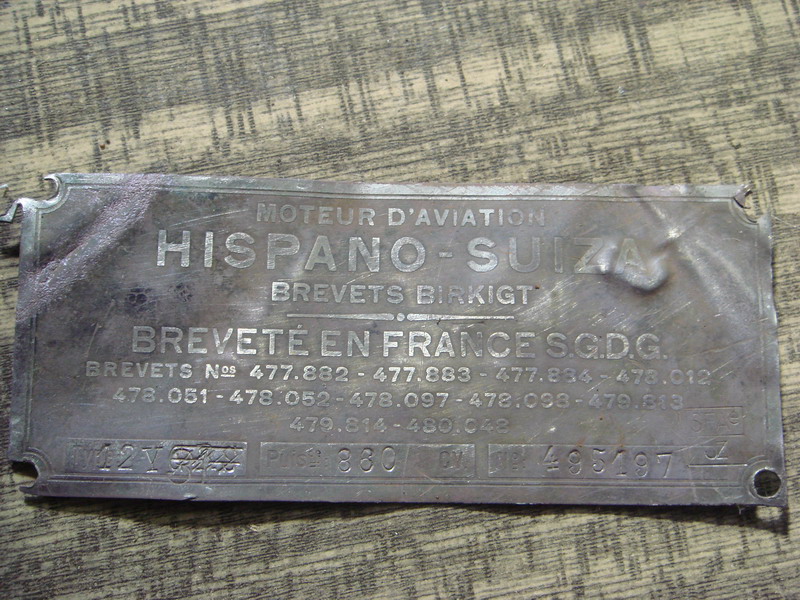 MOTEUR D'AVIATION
HISPANO-SUIZA
BREVETS BIRKIGT
BREVETÉ EN FRANCE S.G.D.G.
BREVETS Nos 477.882 - 477.883 - 477.884 - 478.012
478.051 - 478.052 - 478.097 - 478.098 - 479.813
479.814 - 480.048
12 Y PUISce 860 CV. No. 495197